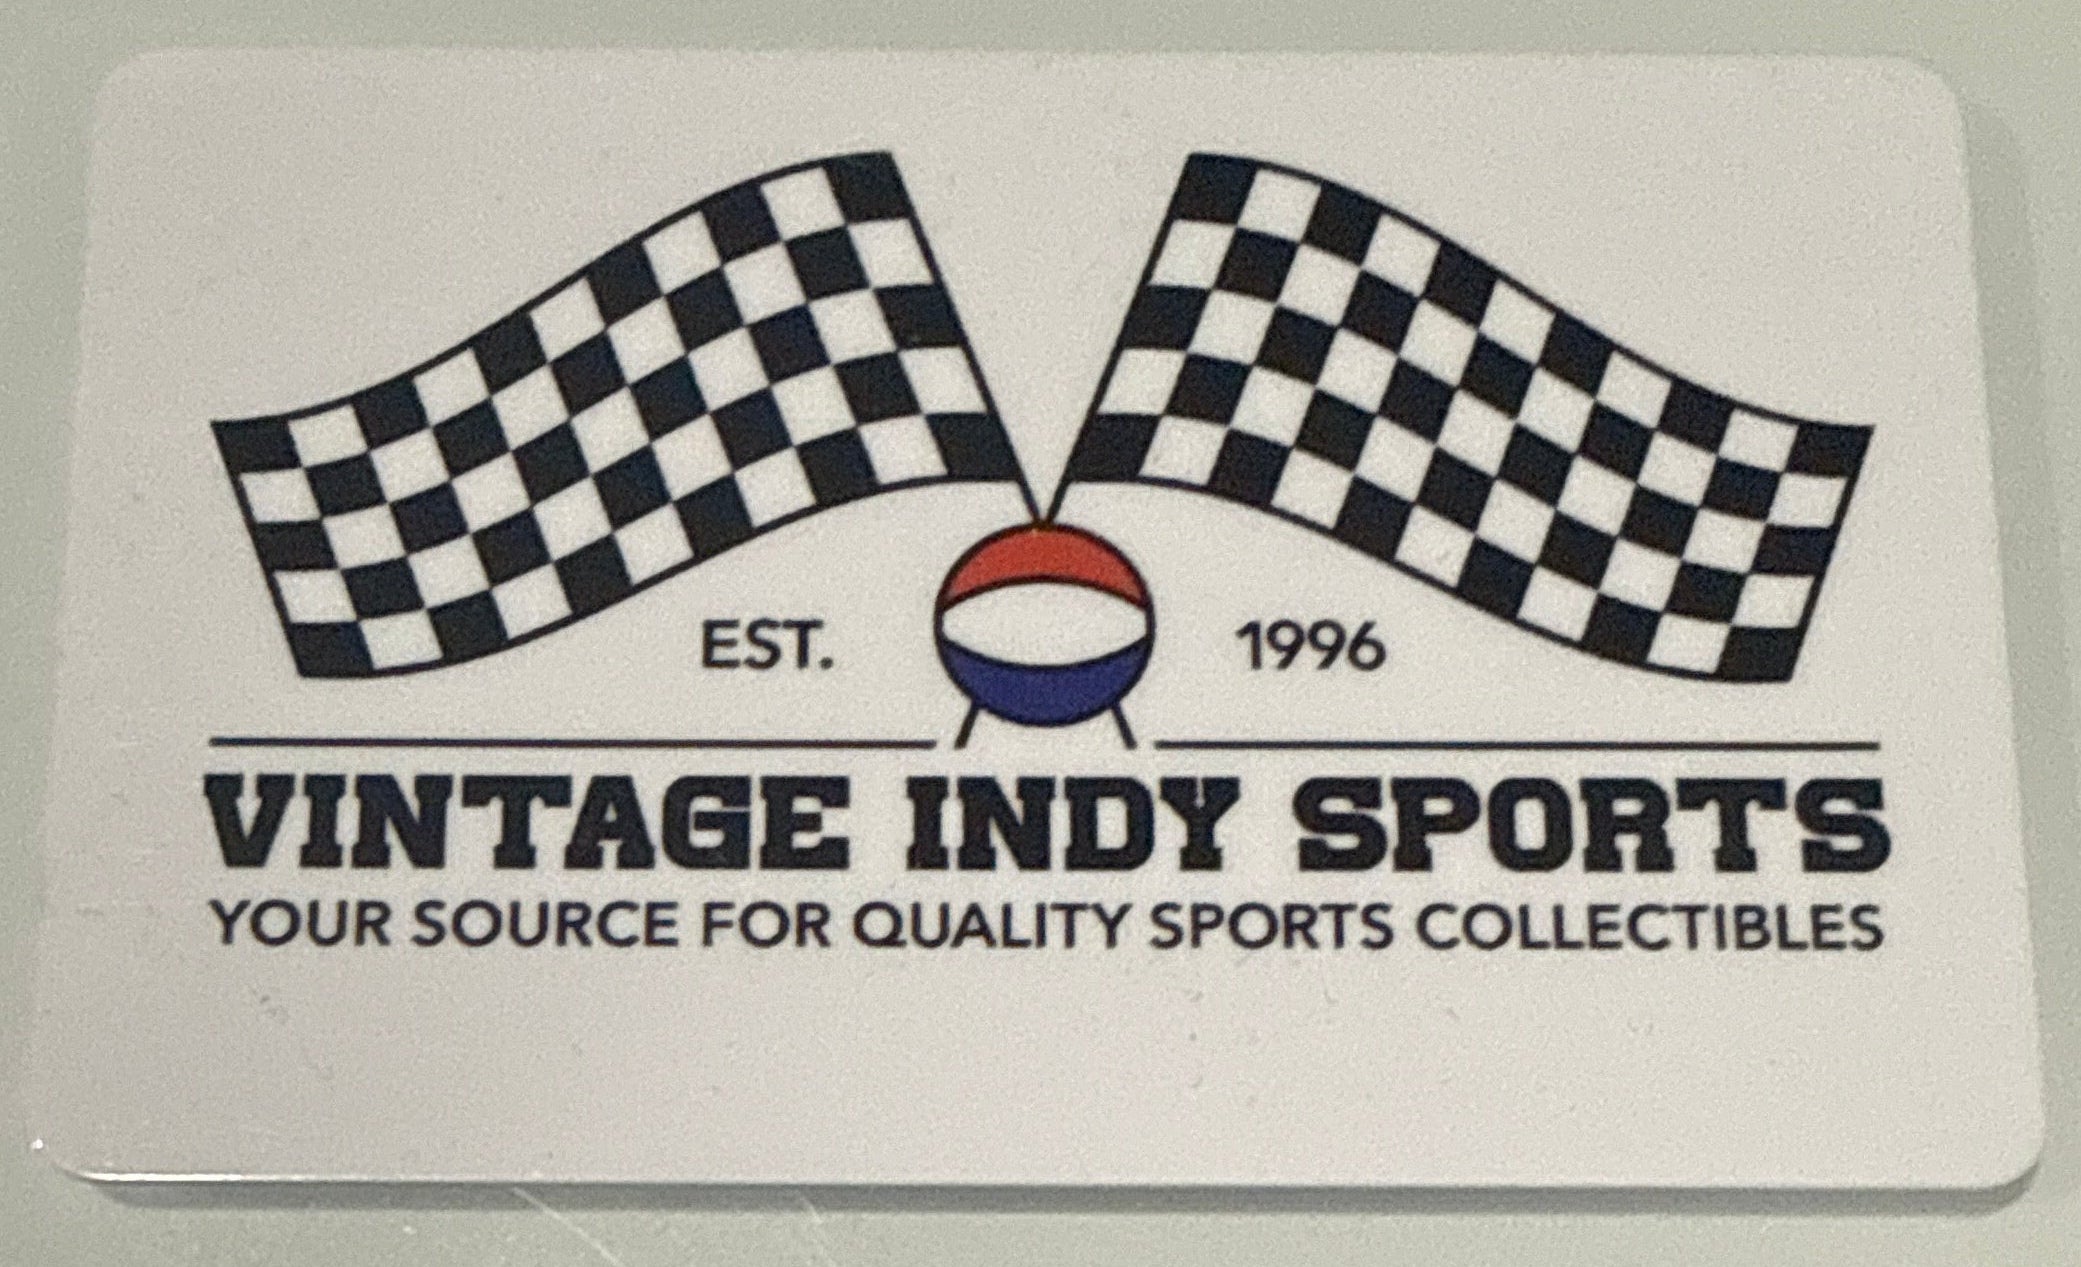 EST. 1996
VINTAGE INDY SPORTS
YOUR SOURCE FOR QUALITY SPORTS COLLECTIBLES